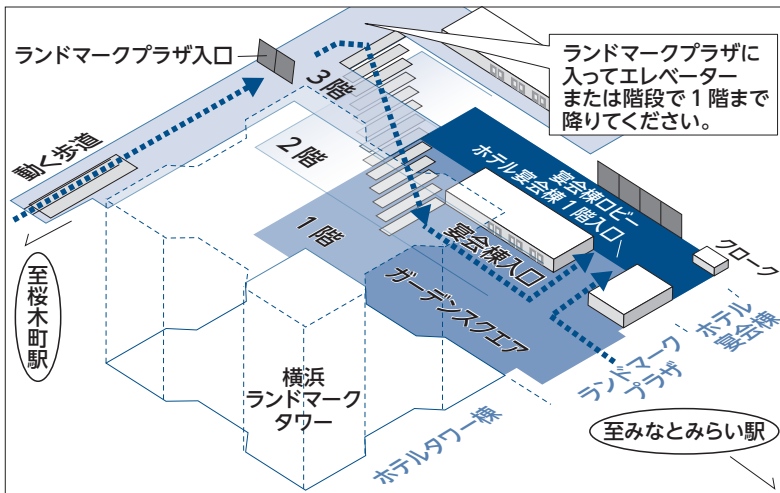 ランドマークプラザ入口
ランドマークプラザに
入ってエレベーター
または階段で1階まで
降りてください。
3階
動く歩道
2階
1階
宴会棟ロビー
ホテル宴会棟1階入口
宴会棟入口
クローク
ガーデンスクエア
至桜木町駅
ホテル
宴会棟
ランドマーク
プラザ
横浜
ランドマーク
タワー
ホテルタワー棟
至みなとみらい駅